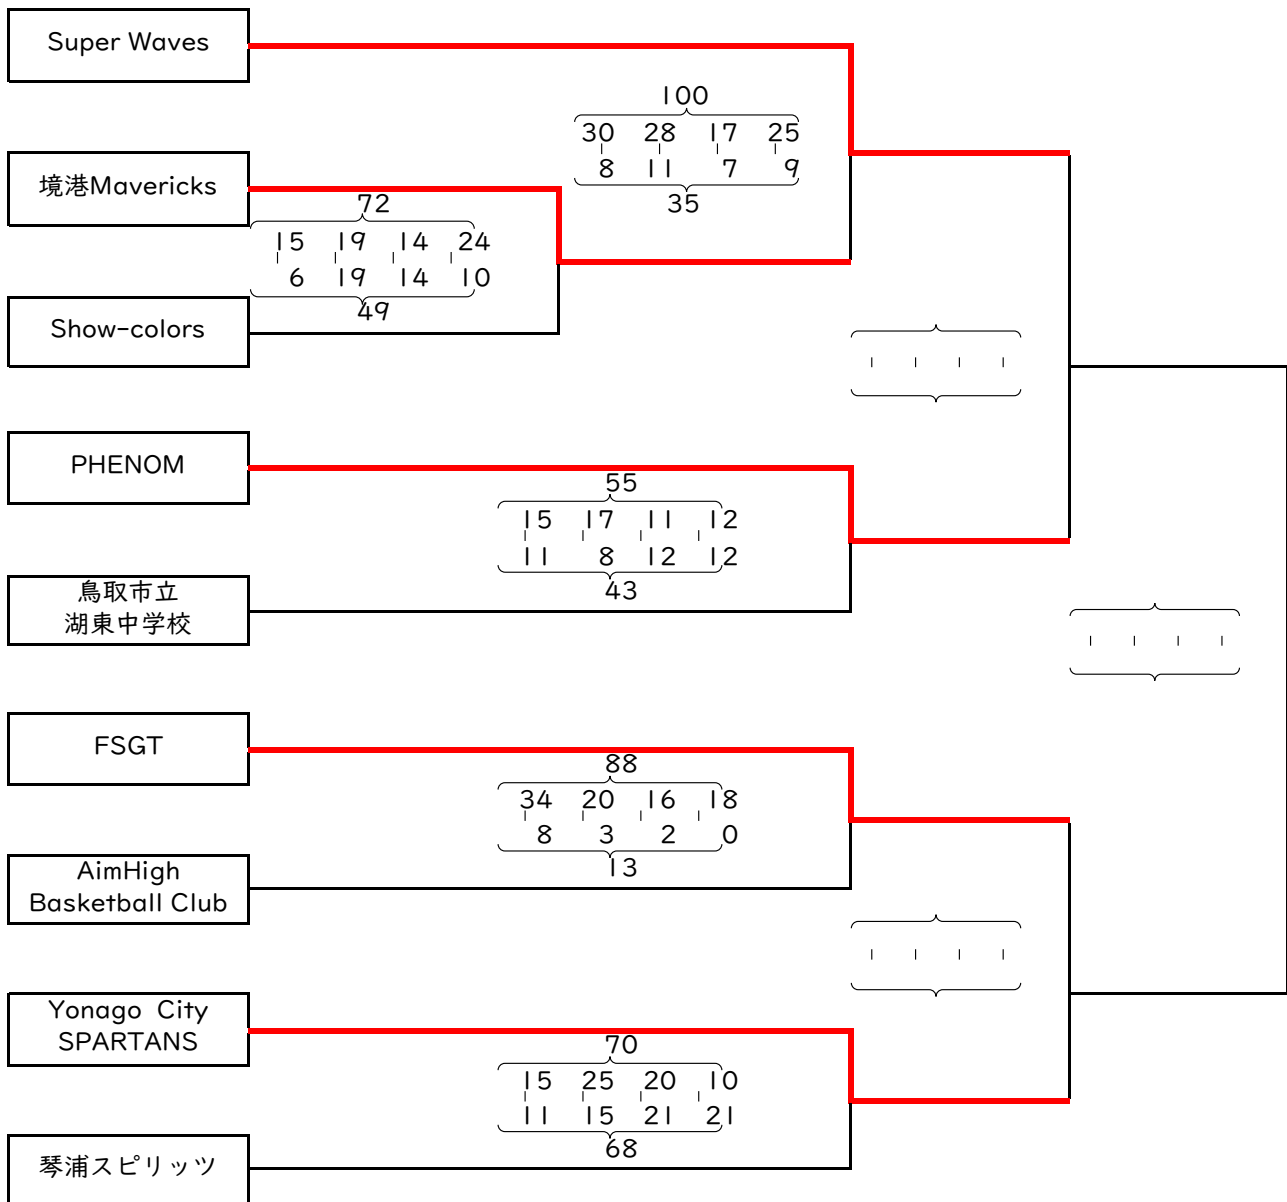 Super Waves
100
30 28 17 25
8 11 7 9
35
境港Mavericks
72
15 19 14 24
6 19 14 10
49
Show-colors
PHENOM
55
15 17 11 12
11 8 12 12
43
鳥取市立
湖東中学校
FSGT
88
34 20 16 18
8 3 2 0
13
AimHigh
Basketball Club
Yonago City
SPARTANS
70
15 25 20 10
11 15 21 21
68
琴浦スピリッツ